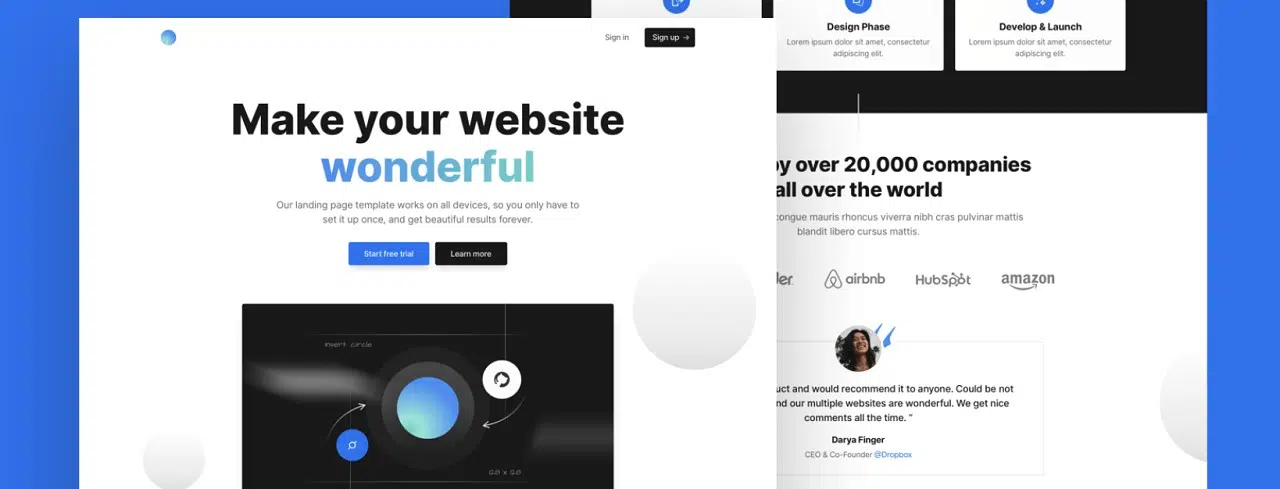 Sign in
Sign up →
Make your website
wonderful
Our landing page template works on all devices, so you only have to
set it up once, and get beautiful results forever.
Start free trial
Learn more
insert circle
Design Phase
Lorem ipsum dolor sit amet, consectetur
adipiscing elit.
Develop & Launch
Lorem ipsum dolor sit amet, consectetur
adipiscing elit.
by over 20,000 companies
all over the world
congue mauris rhoncus viverra nibh cras pulvinar mattis
blandit libero cursus mattis.
airbnb
HubSpot
amazon
and would recommend it to anyone. Could be not
our multiple websites are wonderful. We get nice
comments all the time. "
Darya Finger
CEO & Co-Founder @Dropbox